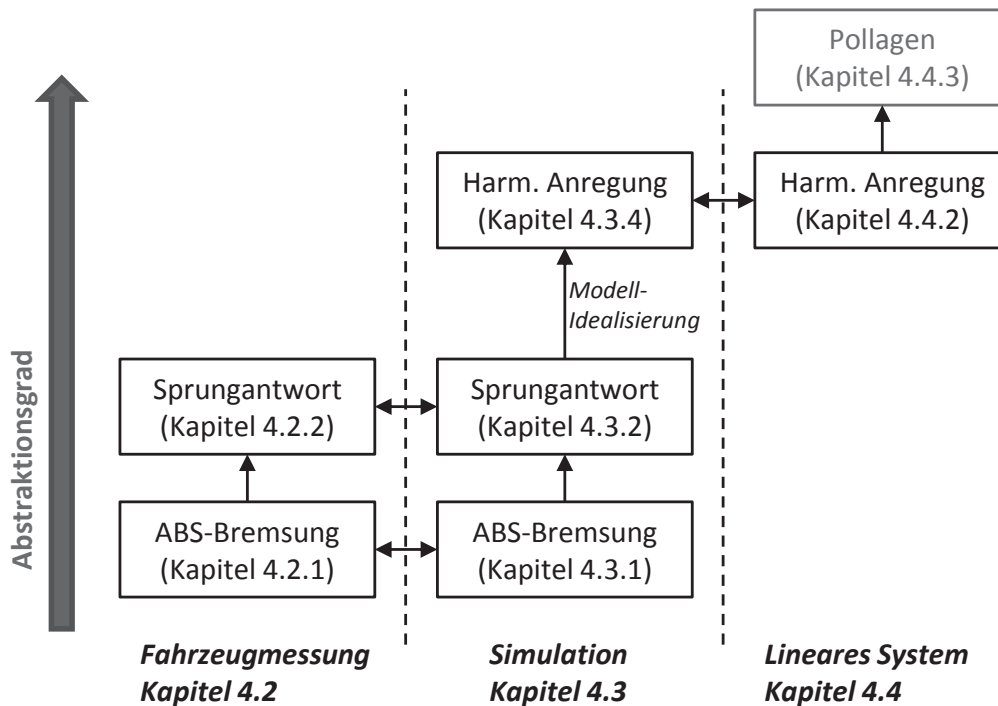 Pollagen
(Kapitel 4.4.3)
Harm. Anregung
(Kapitel 4.3.4)
Harm. Anregung
(Kapitel 4.4.2)
Modell-
Idealisierung
Abstraktionsgrad
Sprungantwort
(Kapitel 4.2.2)
Sprungantwort
(Kapitel 4.3.2)
ABS-Bremsung
(Kapitel 4.2.1)
ABS-Bremsung
(Kapitel 4.3.1)
Fahrzeugmessung
Kapitel 4.2
Simulation
Kapitel 4.3
Lineares System
Kapitel 4.4